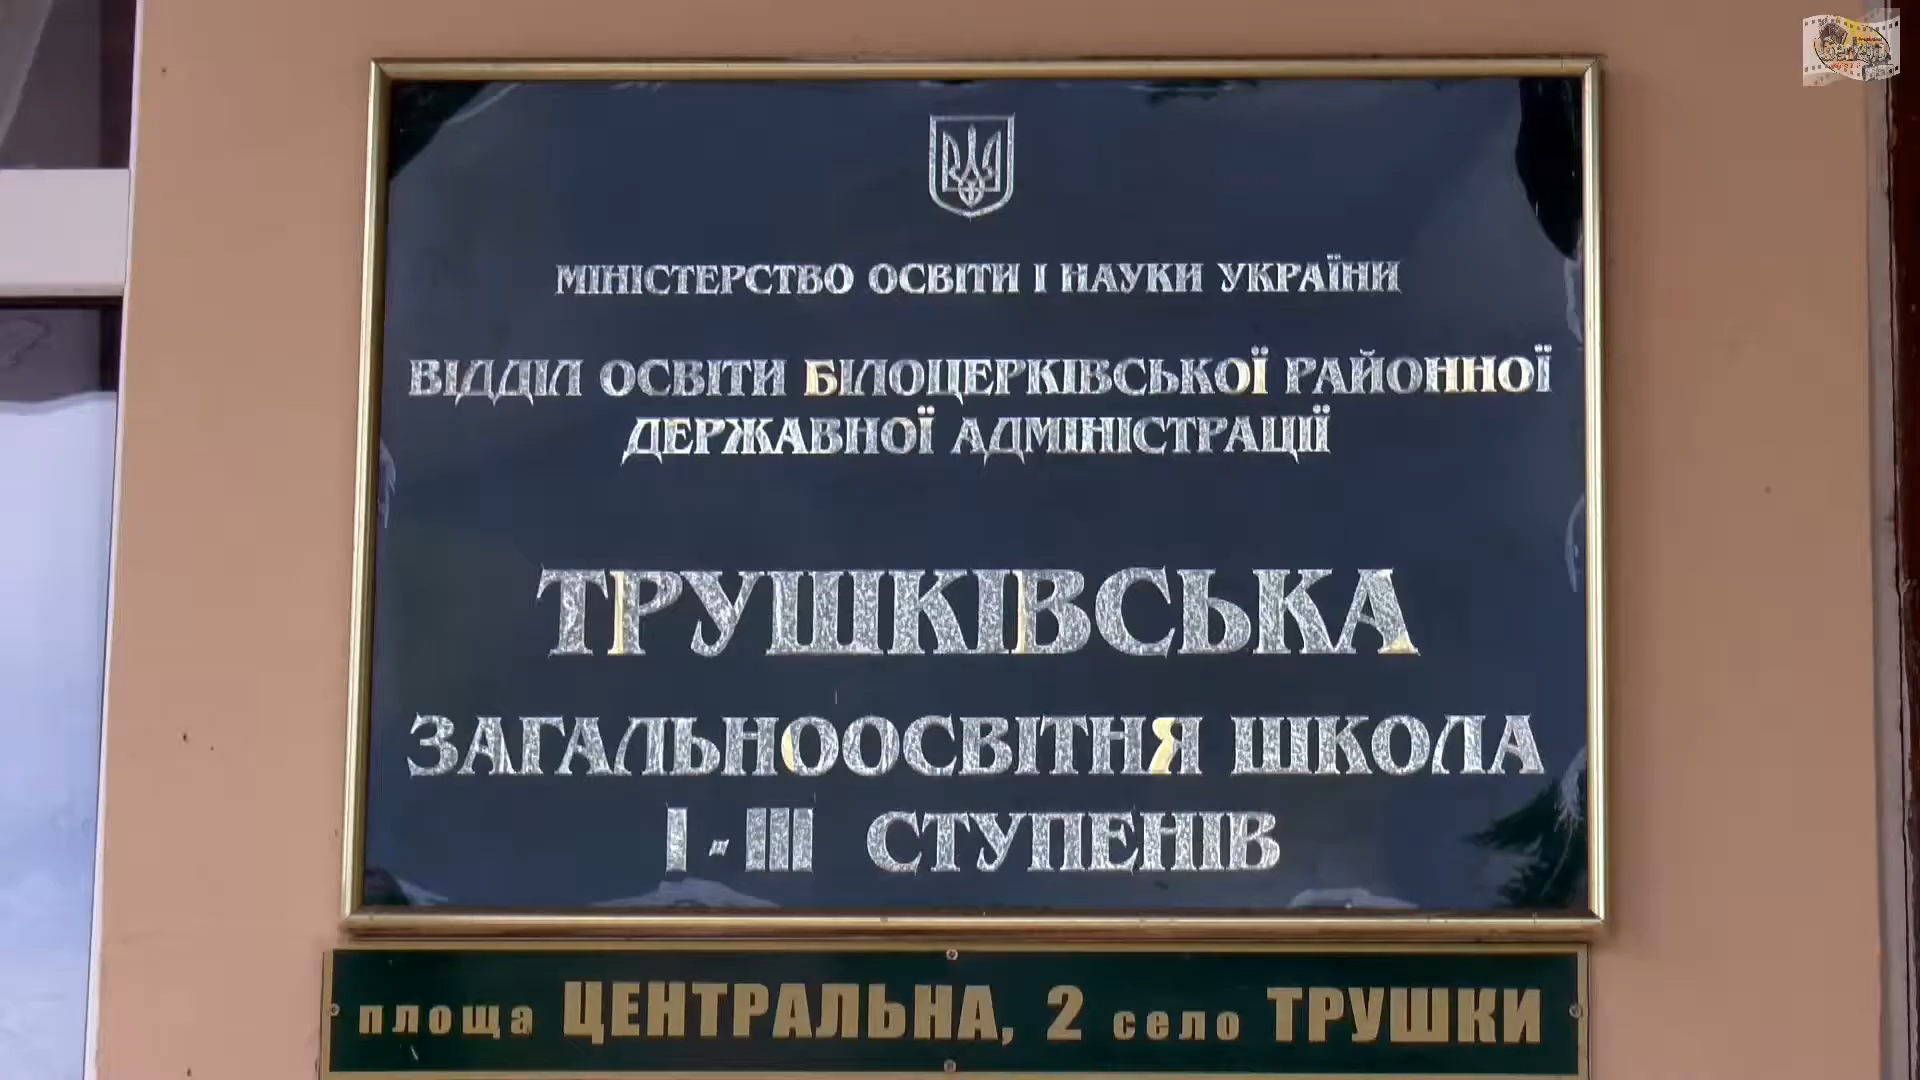 МІНІСТЕРСТВО ОСВІТИ І НАУКИ УКРАЇНИ
ВІДДІЛ ОСВІТИ БІЛОЦЕРКІВСЬКОЇ РАЙОННОЇ
ДЕРЖАВНОЇ АДМІНІСТРАЦІЇ
ТРУШКІВСЬКА
ЗАГАЛЬНООСВІТНЯ ШКОЛА
І-ІІІ СТУПЕНІВ
площа ЦЕНТРАЛЬНА, 2 село ТРУШКИ